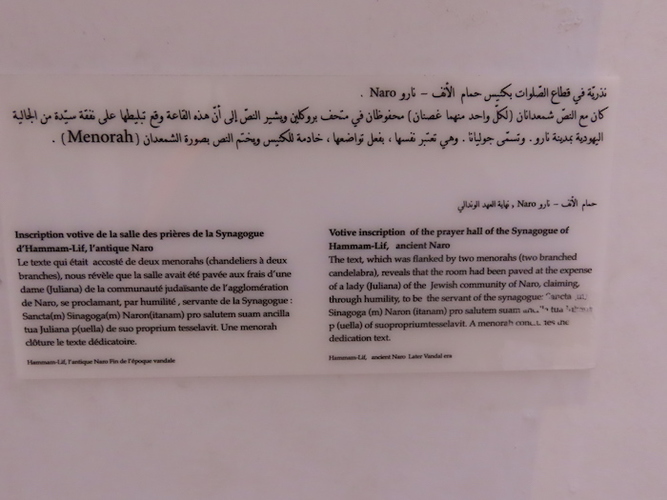 نذريّة في قطاع الصّلوات بكنيس حمام الأنف – نارو Naro .
كان مع النصّ شمعدانان (لكلّ واحد منهما غصنان) محفوظان في متحف بروكلين ويشير النصّ إلى أنّ هذه القاعة وقع تبليطها على نفقة سيّدة من الجالية
اليهودية بمدينة نارو . وتسمّى جوليانا . وهي تعتبر نفسها ، بفعل تواضعها ، خادمة للكنيس ويختم النص بصورة الشمعدان (Menorah) .
حمام الأنف – نارو Naro , نهاية العهد الوندالي
Inscription votive de la salle des prières de la Synagogue
d'Hammam-Lif, l'antique Naro
Le texte qui était accosté de deux menorahs (chandeliers à deux
branches), nous révèle que la salle avait été pavée aux frais d'une
dame (Juliana) de la communauté judaïsante de l'agglomération
de Naro, se proclamant, par humilité , servante de la Synagogue :
Sancta(m) Sinagoga(m) Naron(itanam) pro salutem suam ancilla
tua Juliana p(uella) de suo proprium tesselavit. Une menorah
clôture le texte dédicatoire.
Hammam-Lif, l'antique Naro Fin de l'époque vandale
Votive inscription of the prayer hall of the Synagogue of
Hammam-Lif, ancient Naro
The text, which was flanked by two menorahs (two branched
candelabra), reveals that the room had been paved at the expense
of a lady (Juliana) of the Jewish community of Naro, claiming,
through humility, to be the servant of the synagogue: Sancta
Sinagoga (m) Naron (itanam) pro salutem suam tua
p (uella) of suopropriumtesselavit. A menorah the
dedication text.
Hammam-Lif, ancient Naro Later Vandal era